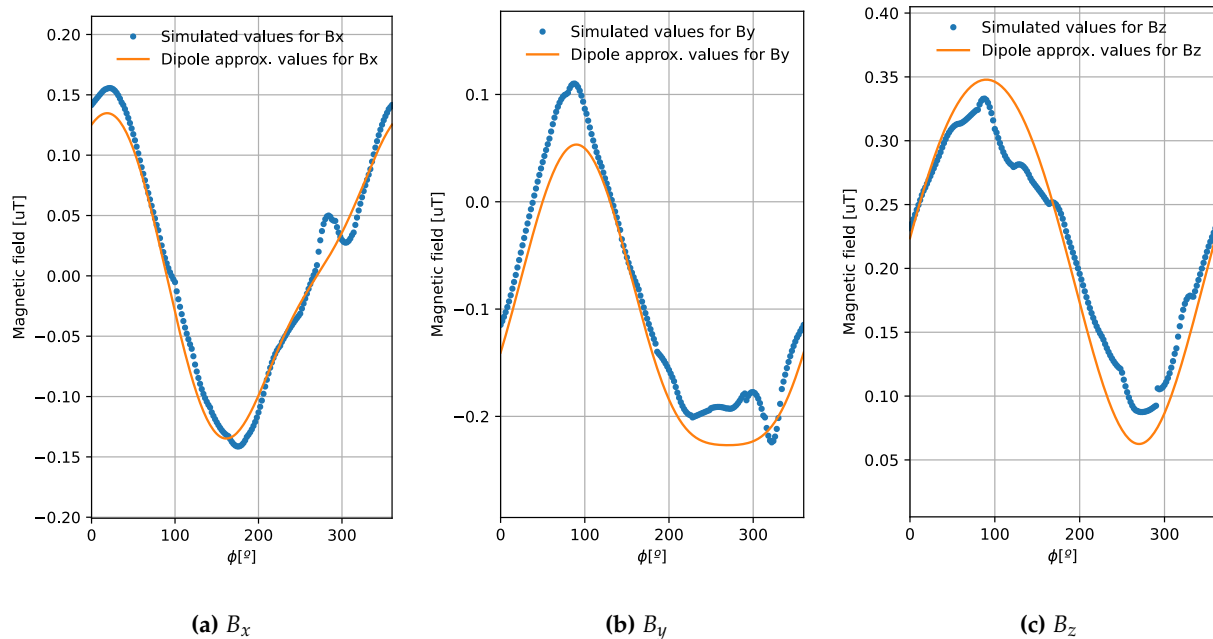 Simulated values for Bx
Dipole approx. values for Bx
0.20
0.15
0.10
0.05
0.00
−0.05
−0.10
−0.15
−0.20
Magnetic field [uT]
0 100 200 300
ϕ[º]
(a) Bx
Simulated values for By
Dipole approx. values for By
0.1
0.0
−0.1
−0.2
Magnetic field [uT]
0 100 200 300
ϕ[º]
(b) By
Simulated values for Bz
Dipole approx. values for Bz
0.40
0.35
0.30
0.25
0.20
0.15
0.10
0.05
Magnetic field [uT]
0 100 200 300
ϕ[º]
(c) Bz